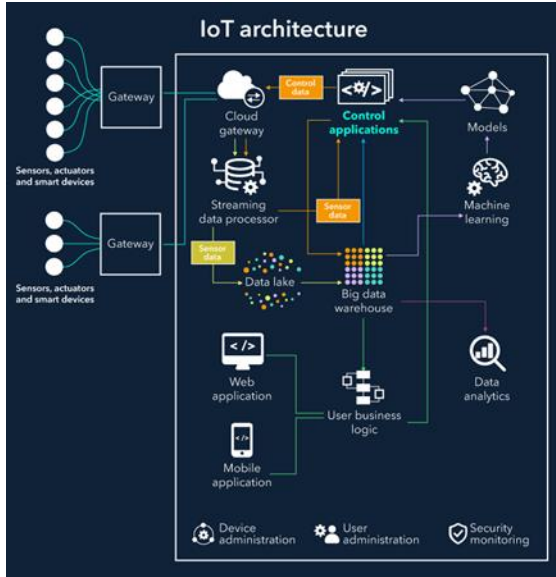 IoT architecture
Gateway
Sensors, actuators
and smart devices
Gateway
Sensors, actuators
and smart devices
Cloud
gateway
Control
data
</>
Control
applications
Models
Streaming
data processor
Sensor
data
Machine
learning
Sensor
data
Data lake
Big data
warehouse
</>
Web
application
User business
logic
Data
analytics
</>
Mobile
application
Device
administration
User
administration
Security
monitoring